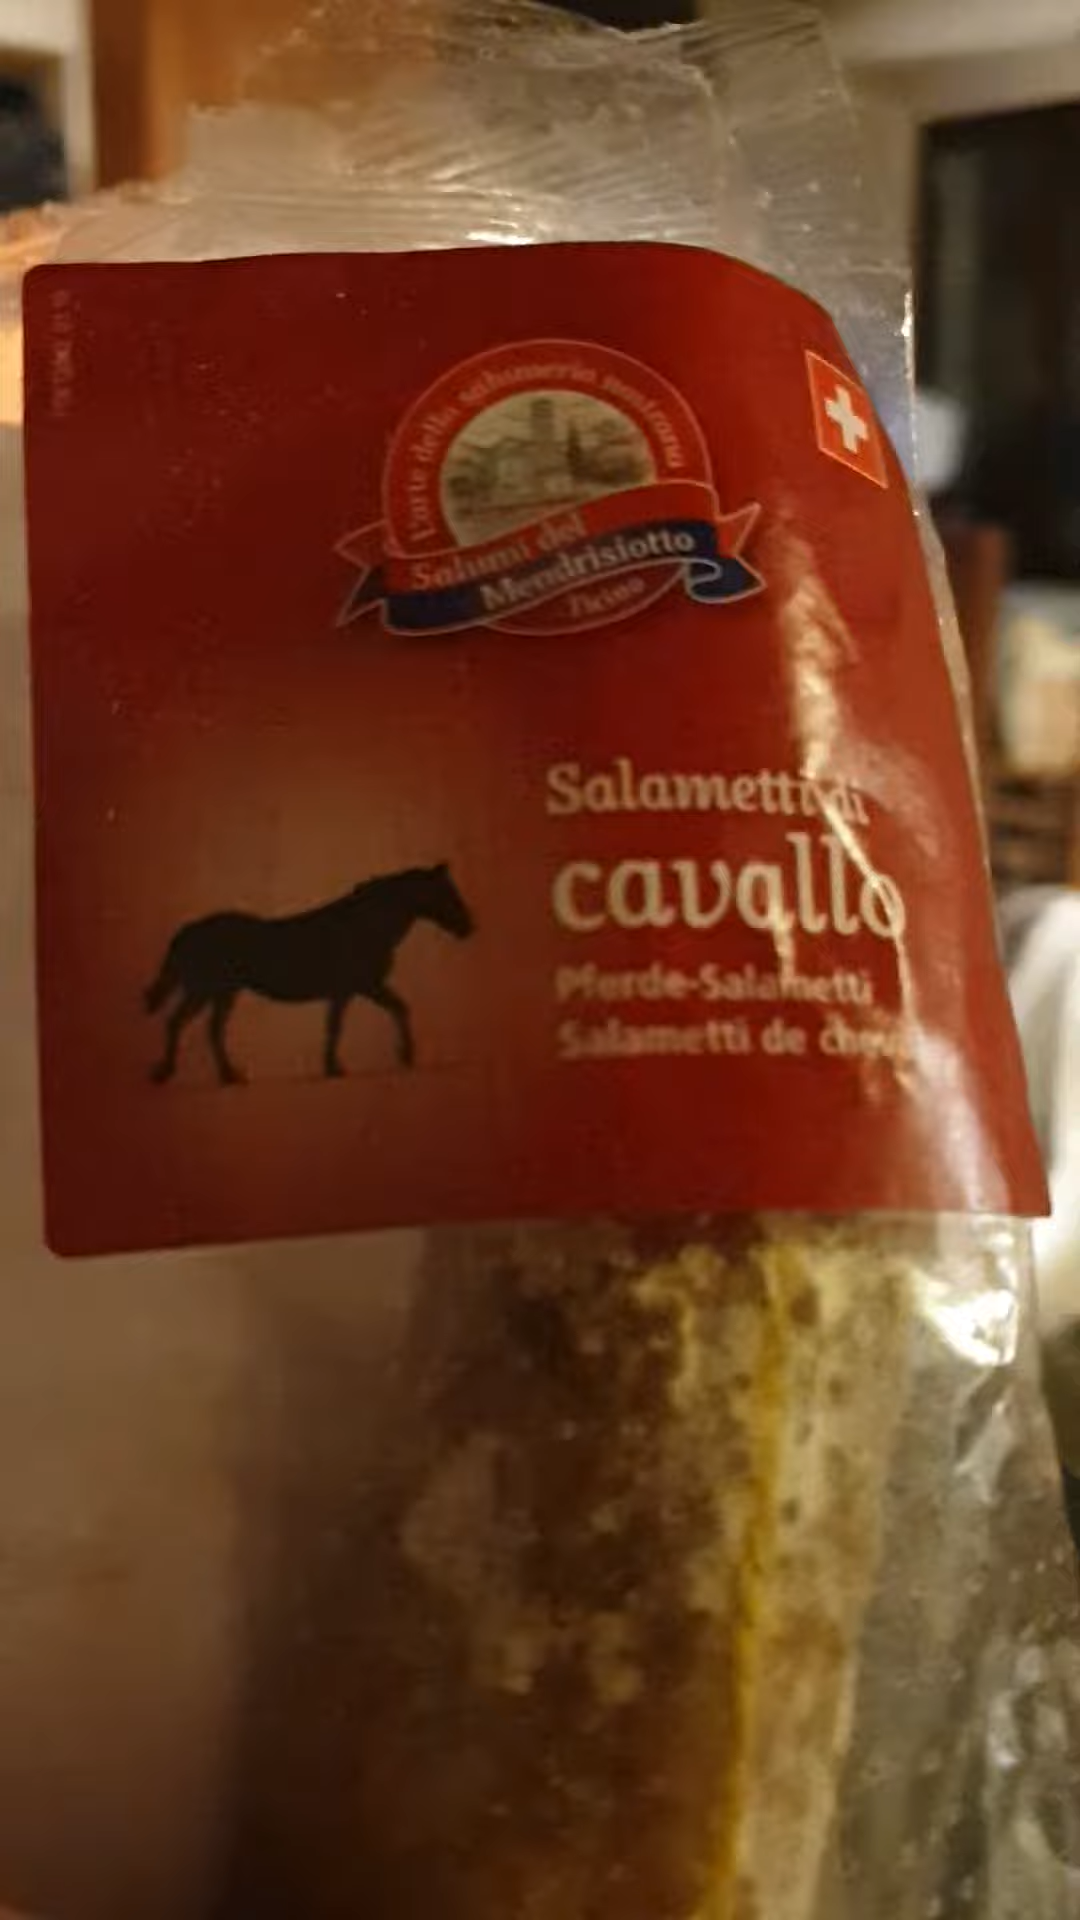 L'arte della salumeria nostrana
Salumi del
Mendrisiotto
Ticino
Salametti di
cavallo
Pferde-Salametti
Salametti de